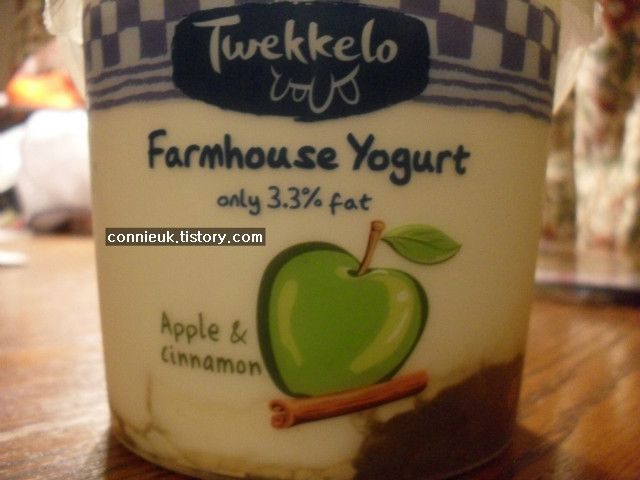 Twekkelo
Farmhouse Yogurt
only 3.3% fat
connieuk.tistory.com
Apple &
Cinnamon